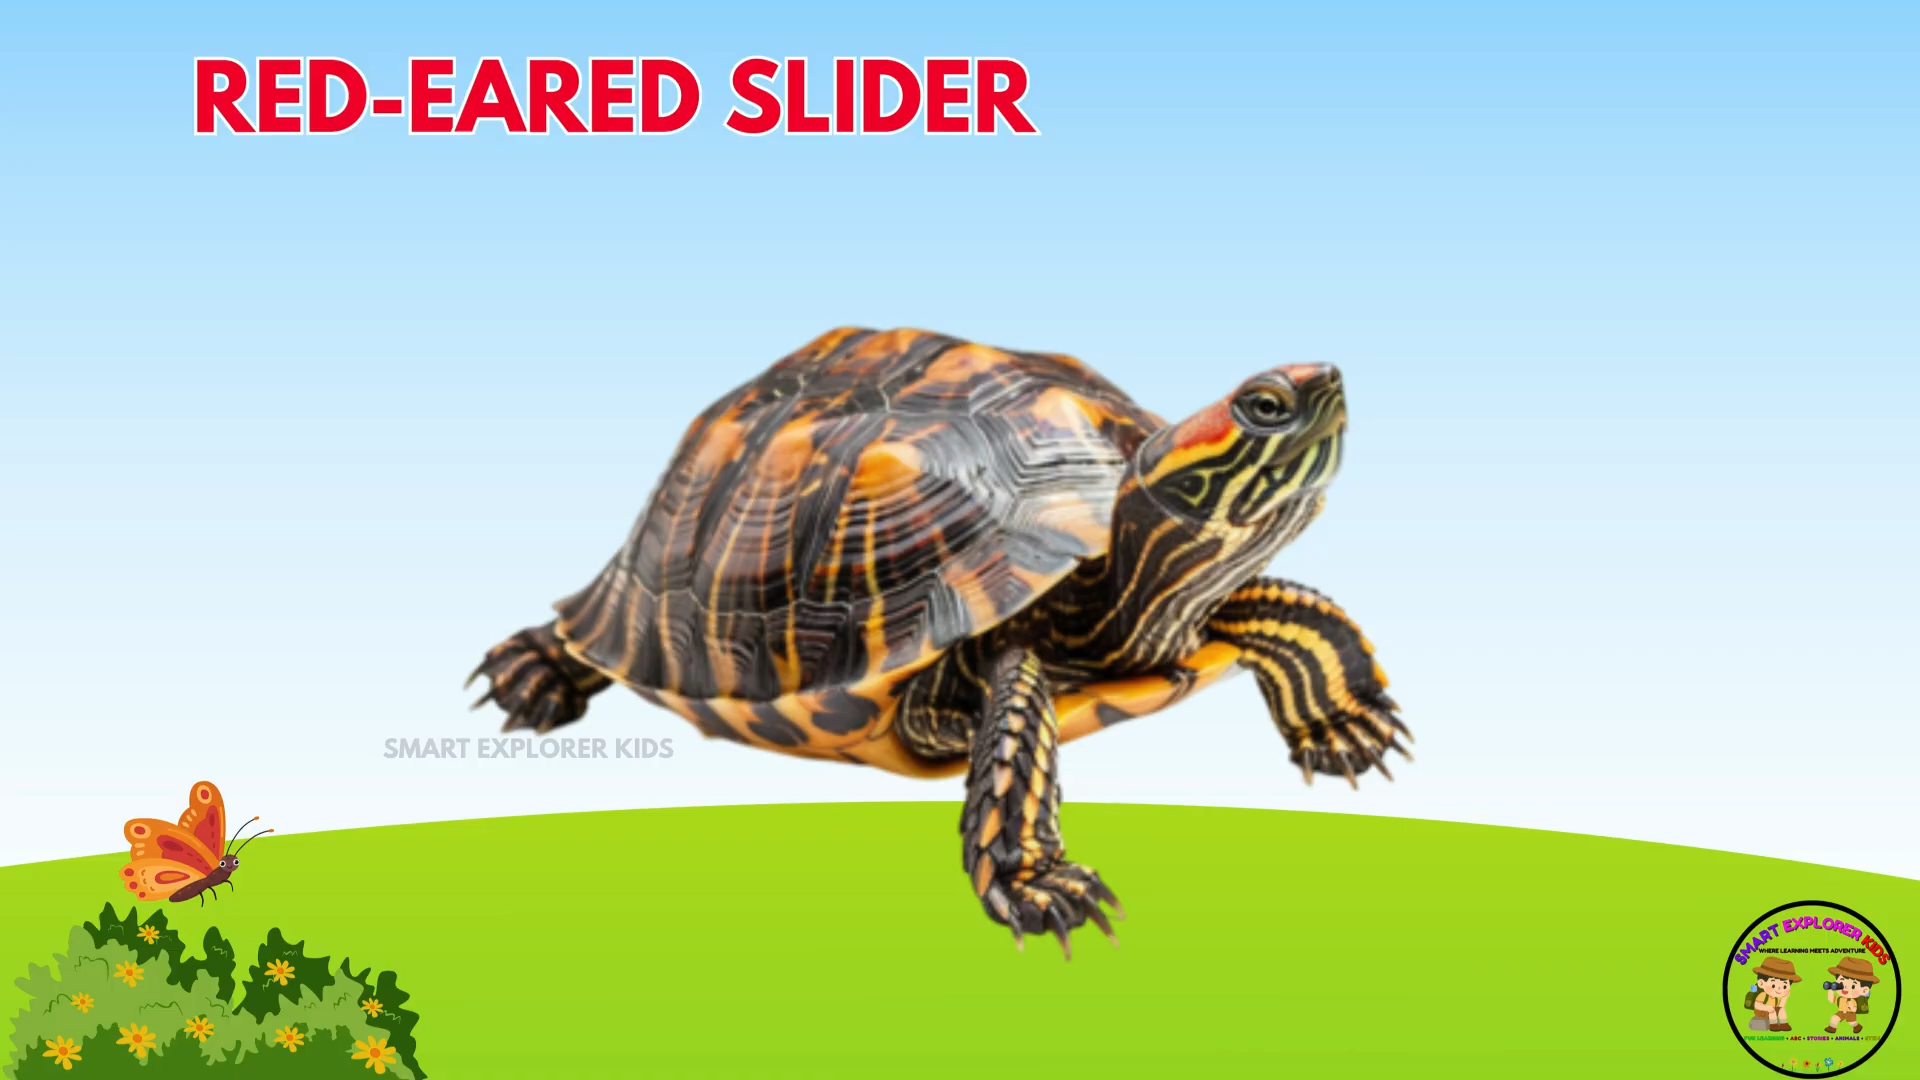 RED-EARED SLIDER
SMART EXPLORER KIDS
SMART EXPLORER KIDS
WHERE LEARNING MEETS ADVENTURE